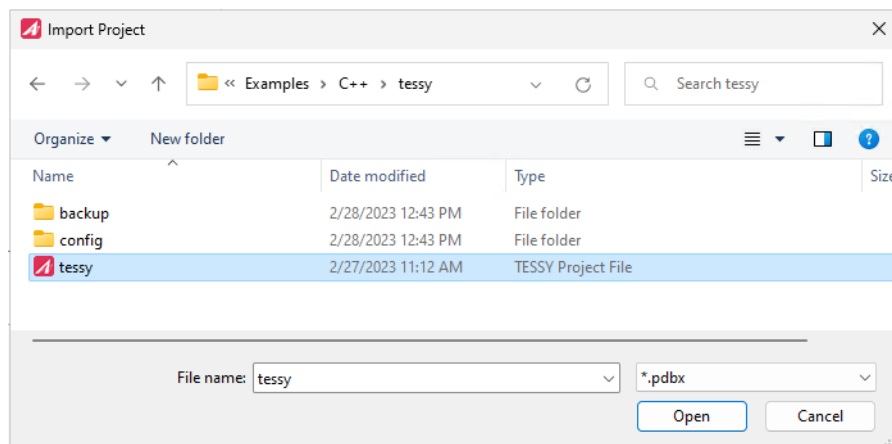 Import Project
« Examples > C++ > tessy
Search tessy
Organize New folder
Name Date modified Type Size
backup 2/28/2023 12:43 PM File folder
config 2/28/2023 12:43 PM File folder
tessy 2/27/2023 11:12 AM TESSY Project File
File name: tessy *.pdbx
Open Cancel